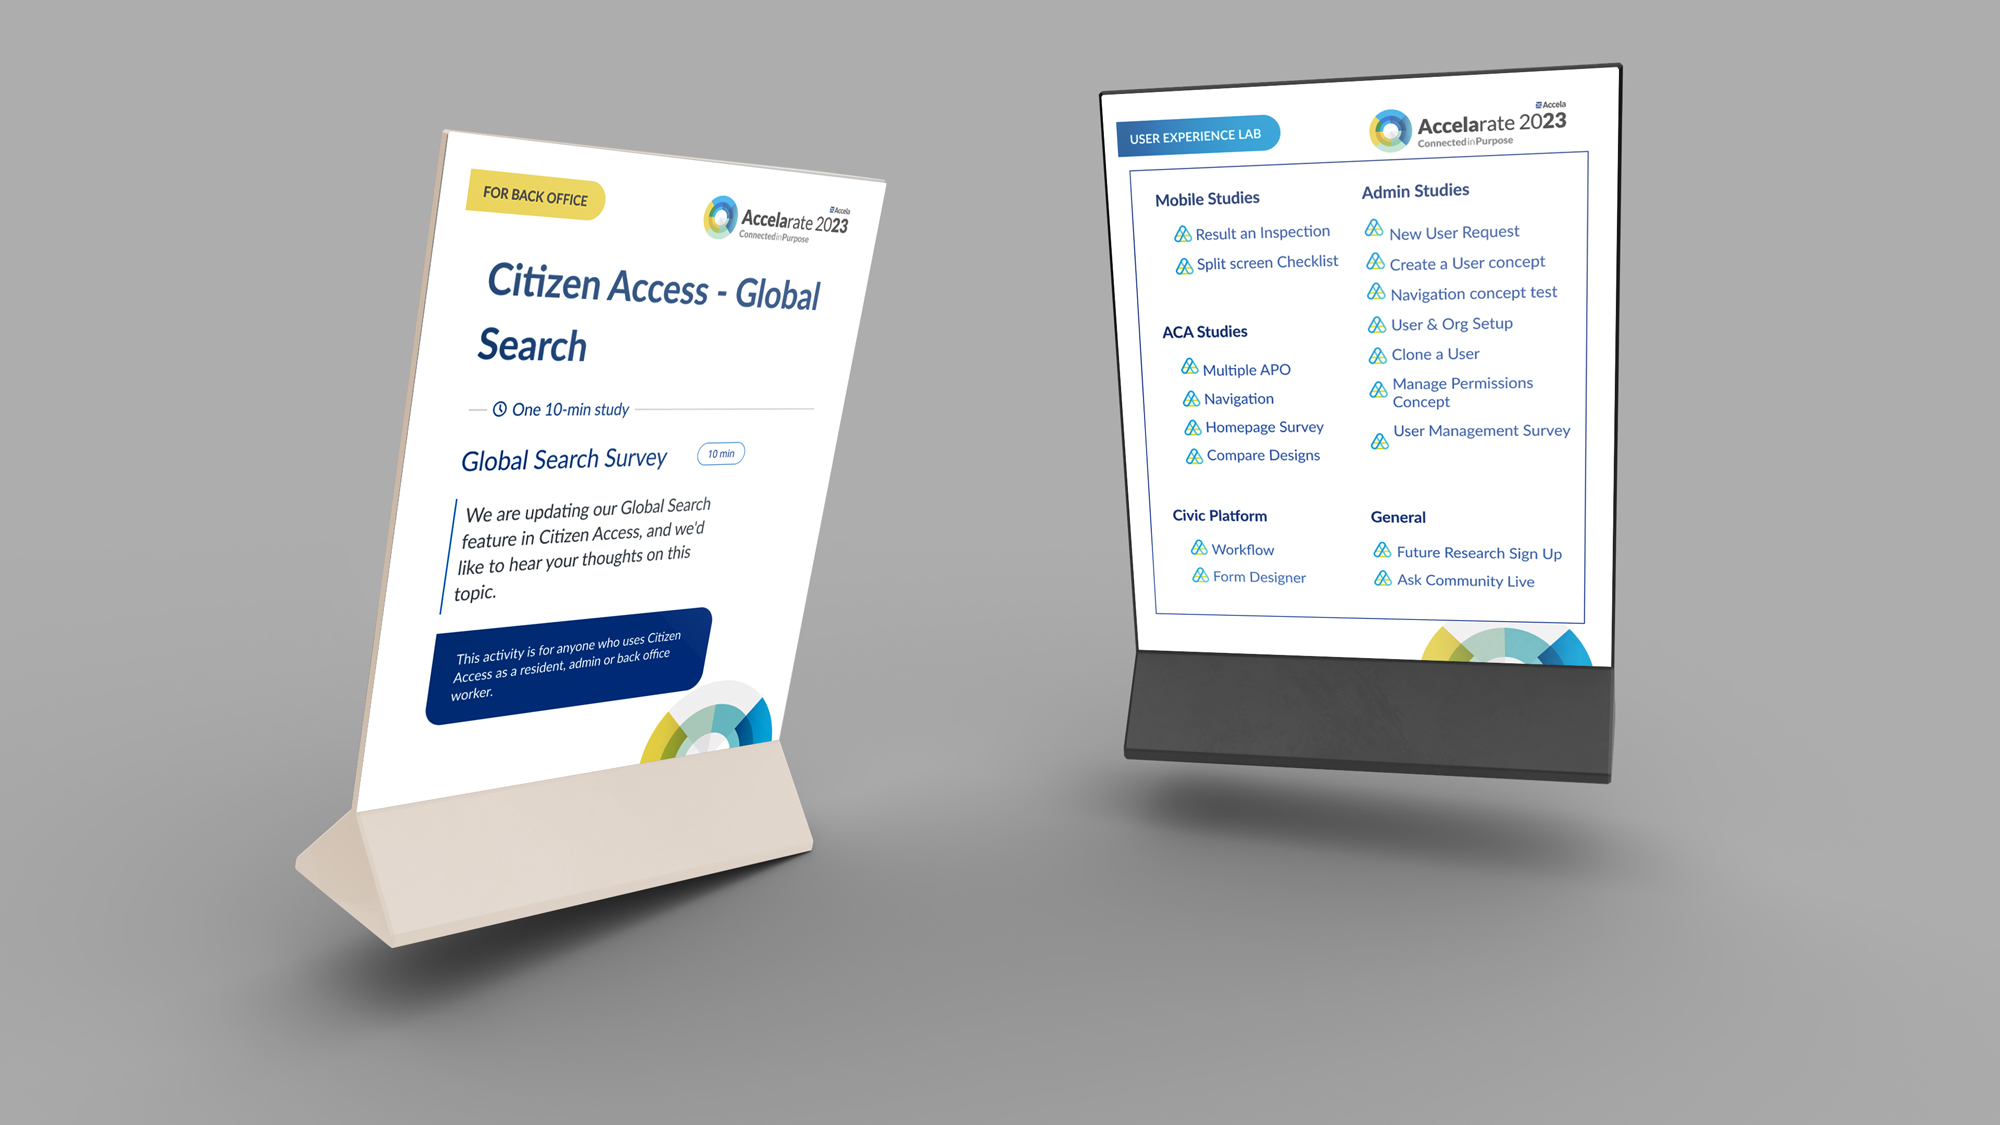 FOR BACK OFFICE
Accela
Accelarate 2023
Connected in Purpose
Citizen Access - Global
Search
One 10-min study
Global Search Survey
10 min
We are updating our Global Search
feature in Citizen Access, and we'd
like to hear your thoughts on this
topic.
This activity is for anyone who uses Citizen
Access as a resident, admin or back office
worker.
USER EXPERIENCE LAB
Accela
Accelarate 2023
Connected in Purpose
Mobile Studies
Result an Inspection
Split screen Checklist
ACA Studies
Multiple APO
Navigation
Homepage Survey
Compare Designs
Civic Platform
Workflow
Form Designer
Admin Studies
New User Request
Create a User concept
Navigation concept test
User & Org Setup
Clone a User
Manage Permissions
Concept
User Management Survey
General
Future Research Sign Up
Ask Community Live